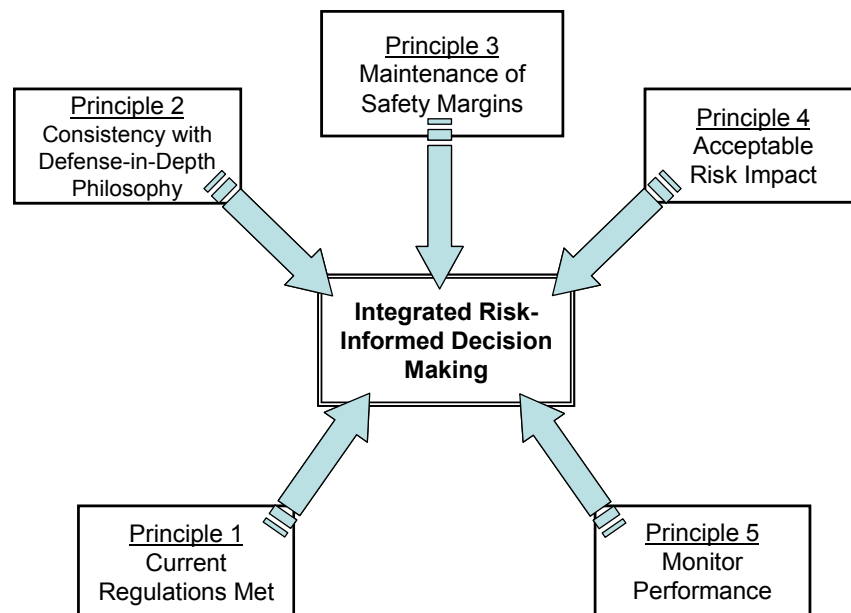 Principle 3
Maintenance of
Safety Margins
Principle 2
Consistency with
Defense-in-Depth
Philosophy
Principle 4
Acceptable
Risk Impact
Integrated Risk-
Informed Decision
Making
Principle 1
Current
Regulations Met
Principle 5
Monitor
Performance